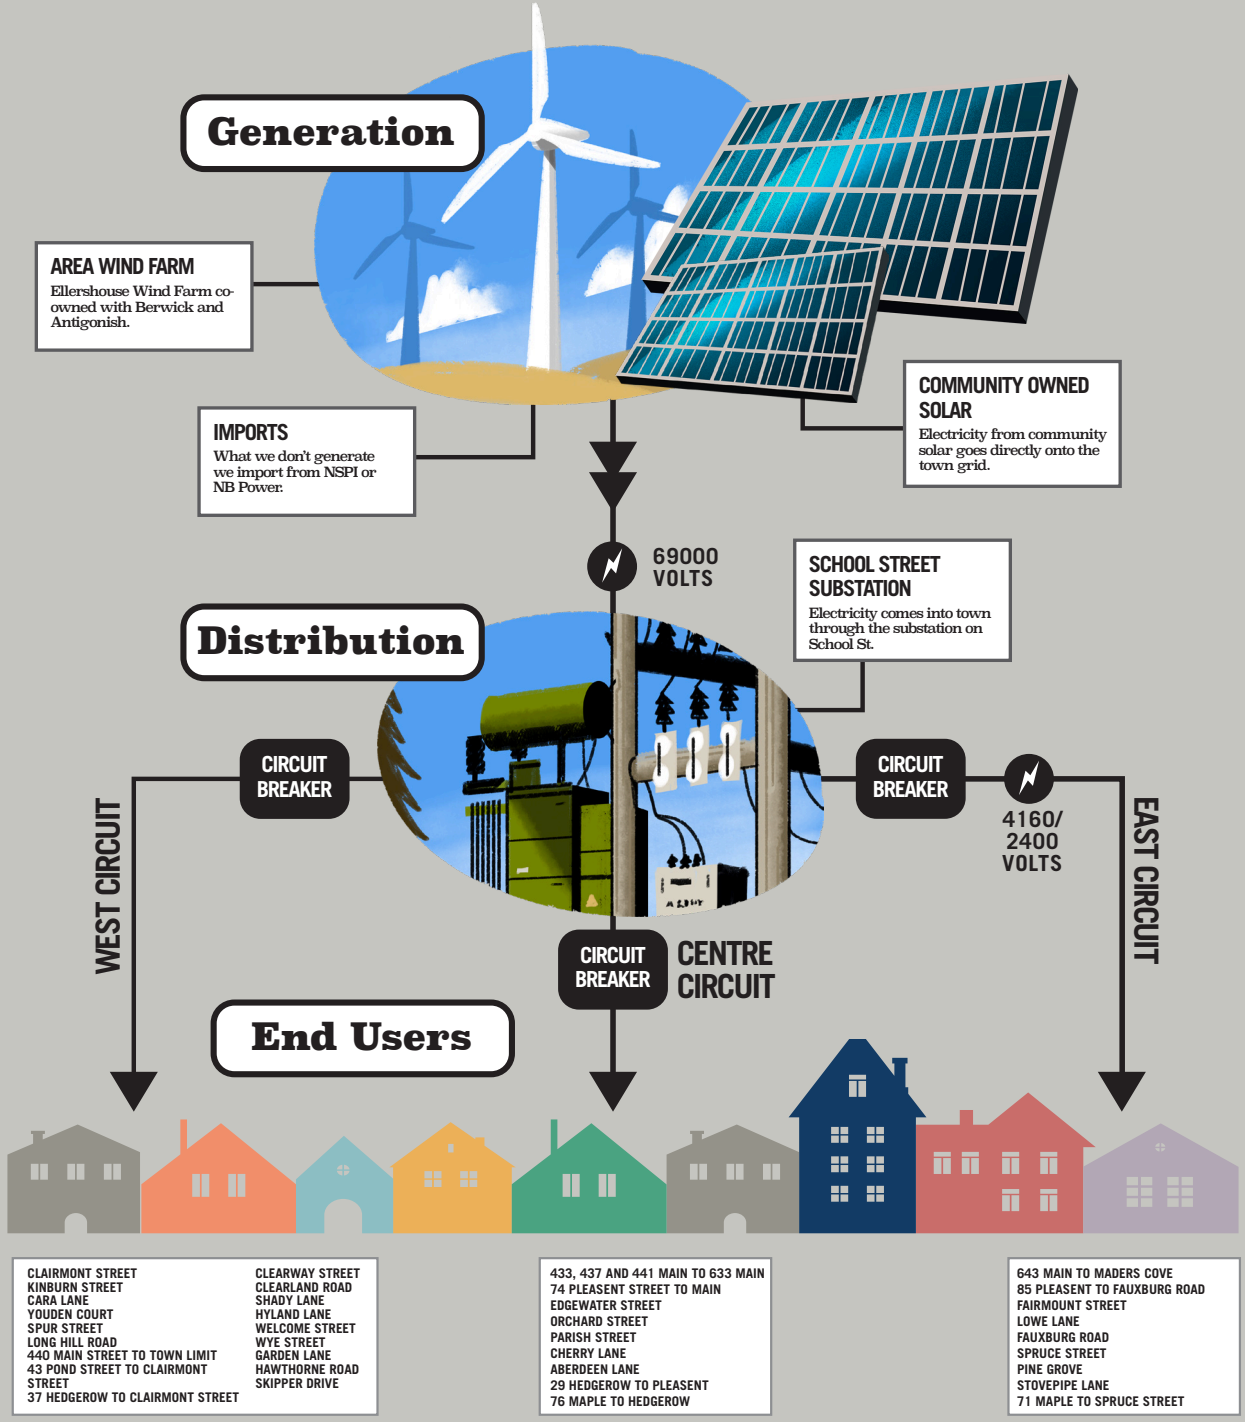 Generation
AREA WIND FARM
Ellershouse Wind Farm co-
owned with Berwick and
Antigonish.
IMPORTS
What we don't generate
we import from NSPI or
NB Power.
COMMUNITY OWNED
SOLAR
Electricity from community
solar goes directly onto the
town grid.
69000
VOLTS
SCHOOL STREET
SUBSTATION
Electricity comes into town
through the substation on
School St.
Distribution
CIRCUIT
BREAKER
CIRCUIT
BREAKER
4160/
2400
VOLTS
WEST CIRCUIT
EAST CIRCUIT
CIRCUIT
BREAKER
CENTRE
CIRCUIT
End Users
CLAIRMONT STREET
KINBURN STREET
CARA LANE
YOUDEN COURT
SPUR STREET
LONG HILL ROAD
440 MAIN STREET TO TOWN LIMIT
43 POND STREET TO CLAIRMONT
STREET
37 HEDGEROW TO CLAIRMONT STREET
CLEARWAY STREET
CLEARLAND ROAD
SHADY LANE
HYLAND LANE
WELCOME STREET
WYE STREET
GARDEN LANE
HAWTHORNE ROAD
SKIPPER DRIVE
433, 437 AND 441 MAIN TO 633 MAIN
74 PLEASENT STREET TO MAIN
EDGEWATER STREET
ORCHARD STREET
PARISH STREET
CHERRY LANE
ABERDEEN LANE
29 HEDGEROW TO PLEASENT
76 MAPLE TO HEDGEROW
643 MAIN TO MADERS COVE
85 PLEASENT TO FAUXBURG ROAD
FAIRMOUNT STREET
LOWE LANE
FAUXBURG ROAD
SPRUCE STREET
PINE GROVE
STOVEPIPE LANE
71 MAPLE TO SPRUCE STREET